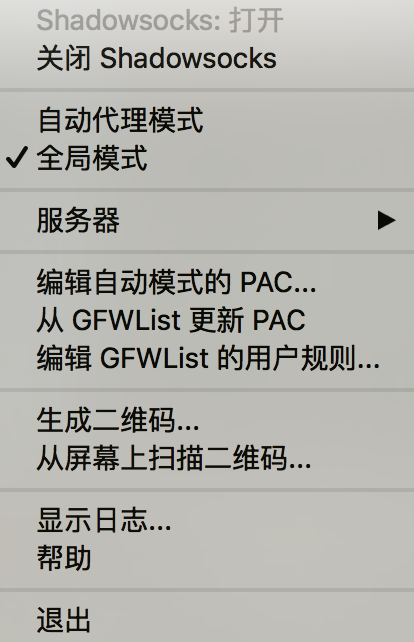 Shadowsocks: 打开
关闭 Shadowsocks
自动代理模式
全局模式
服务器
编辑自动模式的 PAC...
从 GFWList 更新 PAC
编辑 GFWList 的用户规则...
生成二维码...
从屏幕上扫描二维码...
显示日志...
帮助
退出